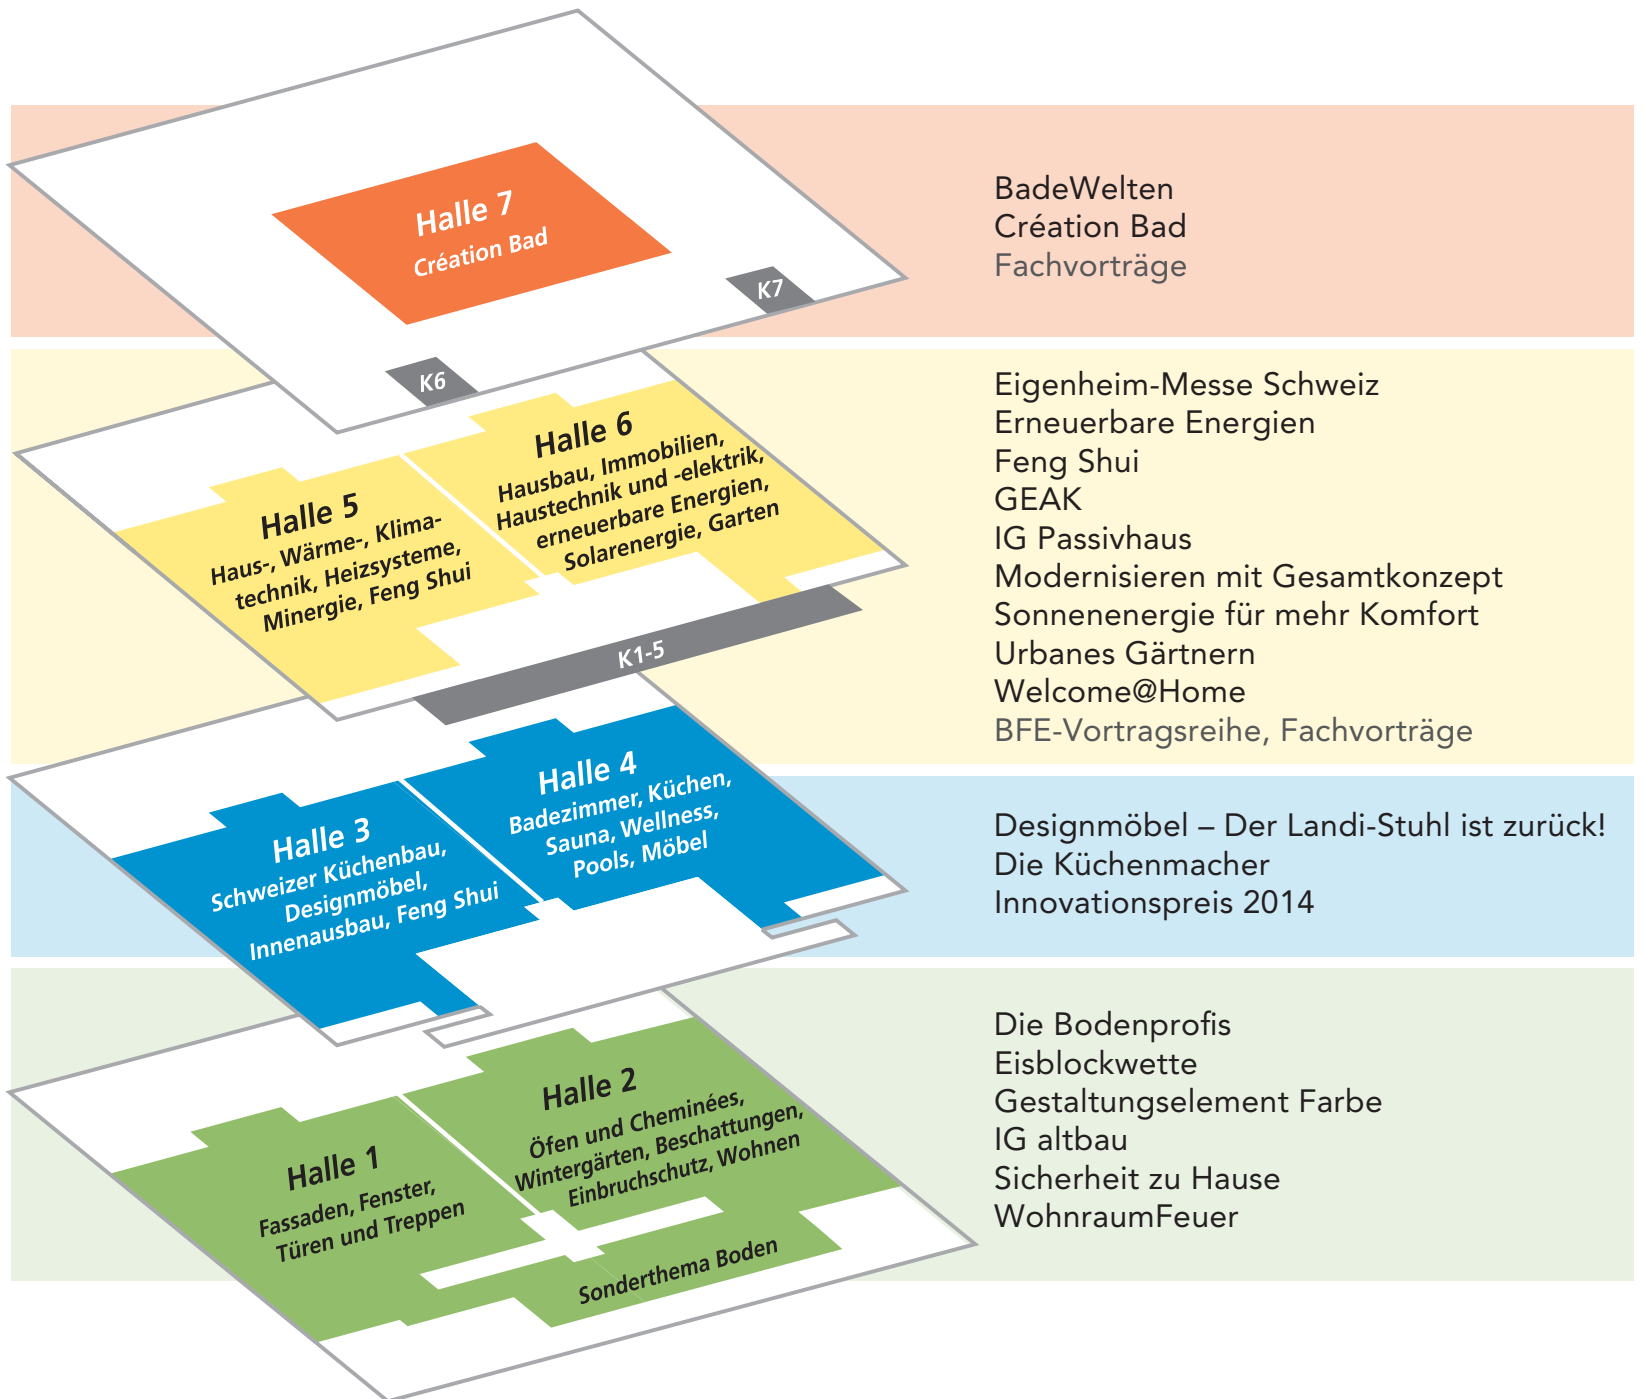 Halle 7
Création Bad
K7
K6
BadeWelten
Création Bad
Fachvorträge
Halle 6
Hausbau, Immobilien,
Haustechnik und -elektrik,
erneuerbare Energien,
Solarenergie, Garten
Halle 5
Haus-, Wärme-, Klima-
technik, Heizsysteme,
Minergie, Feng Shui
K1-5
Eigenheim-Messe Schweiz
Erneuerbare Energien
Feng Shui
GEAK
IG Passivhaus
Modernisieren mit Gesamtkonzept
Sonnenenergie für mehr Komfort
Urbanes Gärtnern
Welcome@Home
BFE-Vortragsreihe, Fachvorträge
Halle 4
Badezimmer, Küchen,
Sauna, Wellness,
Pools, Möbel
Halle 3
Schweizer Küchenbau,
Designmöbel,
Innenausbau, Feng Shui
Designmöbel – Der Landi-Stuhl ist zurück!
Die Küchenmacher
Innovationspreis 2014
Halle 2
Öfen und Cheminées,
Wintergärten, Beschattungen,
Einbruchschutz, Wohnen
Halle 1
Fassaden, Fenster,
Türen und Treppen
Sonderthema Boden
Die Bodenprofis
Eisblockwette
Gestaltungselement Farbe
IG altbau
Sicherheit zu Hause
WohnraumFeuer